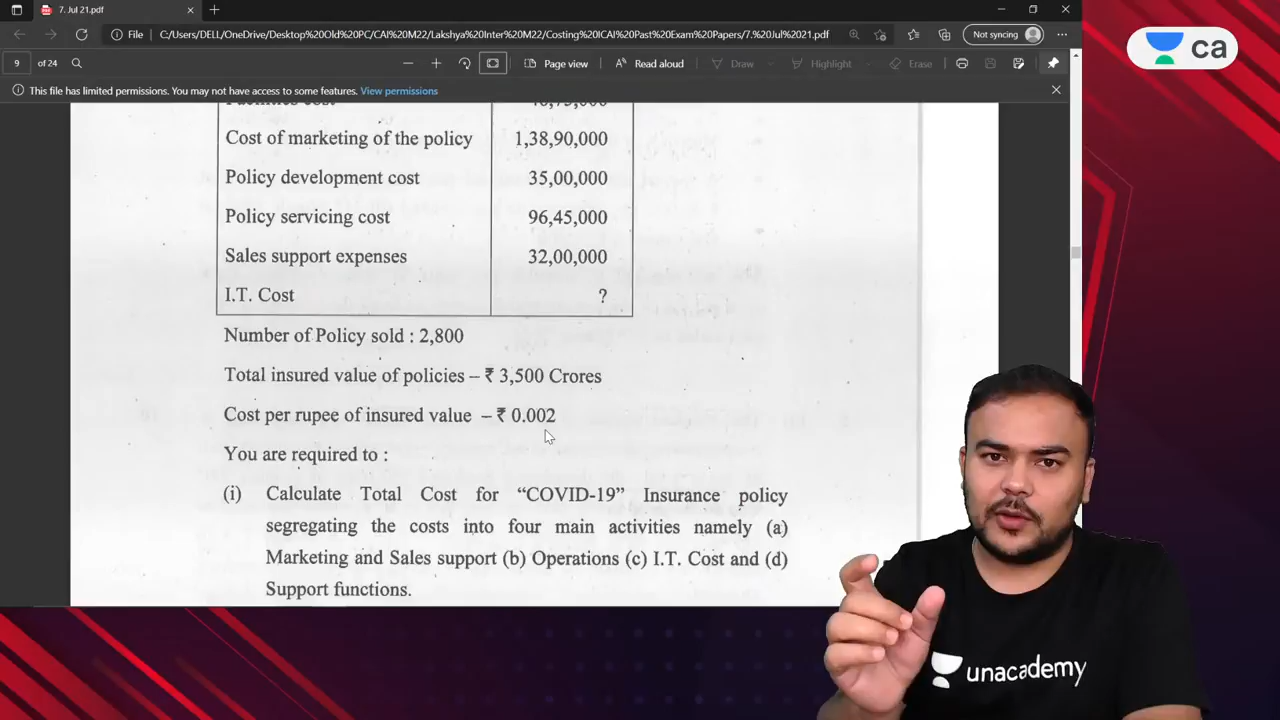 7. Jul 21.pdf
File
C:/Users/DELL/OneDrive/Desktop%20Old%20PC/CAI%20M22/Lakshya%20Inter%20M22/Costing%20ICAI%20Past%20Exam%20Papers/7.%20Jul%2021.pdf
Not syncing
9 of 24
Page view
Read aloud
Draw
Highlight
Erase
This file has limited permissions. You may not have access to some features. View permissions
Facilities cost
Cost of marketing of the policy 1,38,90,000
Policy development cost 35,00,000
Policy servicing cost 96,45,000
Sales support expenses 32,00,000
I.T. Cost ?
Number of Policy sold : 2,800
Total insured value of policies – ₹ 3,500 Crores
Cost per rupee of insured value – ₹ 0.002
You are required to :
(i) Calculate Total Cost for “COVID-19” Insurance policy
segregating the costs into four main activities namely (a)
Marketing and Sales support (b) Operations (c) I.T. Cost and (d)
Support functions.
ca
unacademy